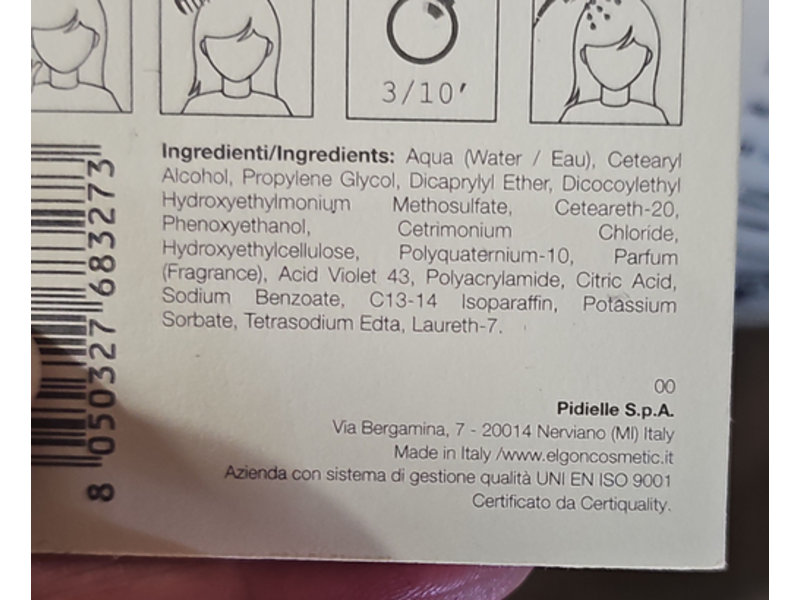 3/10'
Ingredienti/Ingredients: Aqua (Water / Eau), Cetearyl
Alcohol, Propylene Glycol, Dicaprylyl Ether, Dicocoylethyl
Hydroxyethylmonium Methosulfate, Ceteareth-20,
Phenoxyethanol, Cetrimonium Chloride,
Hydroxyethylcellulose, Polyquaternium-10, Parfum
(Fragrance), Acid Violet 43, Polyacrylamide, Citric Acid,
Sodium Benzoate, C13-14 Isoparaffin, Potassium
Sorbate, Tetrasodium Edta, Laureth-7.
8 050327 683273
00
Pidielle S.p.A.
Via Bergamina, 7 - 20014 Nerviano (MI) Italy
Made in Italy /www.elgoncosmetic.it
Azienda con sistema di gestione qualità UNI EN ISO 9001
Certificato da Certiquality.